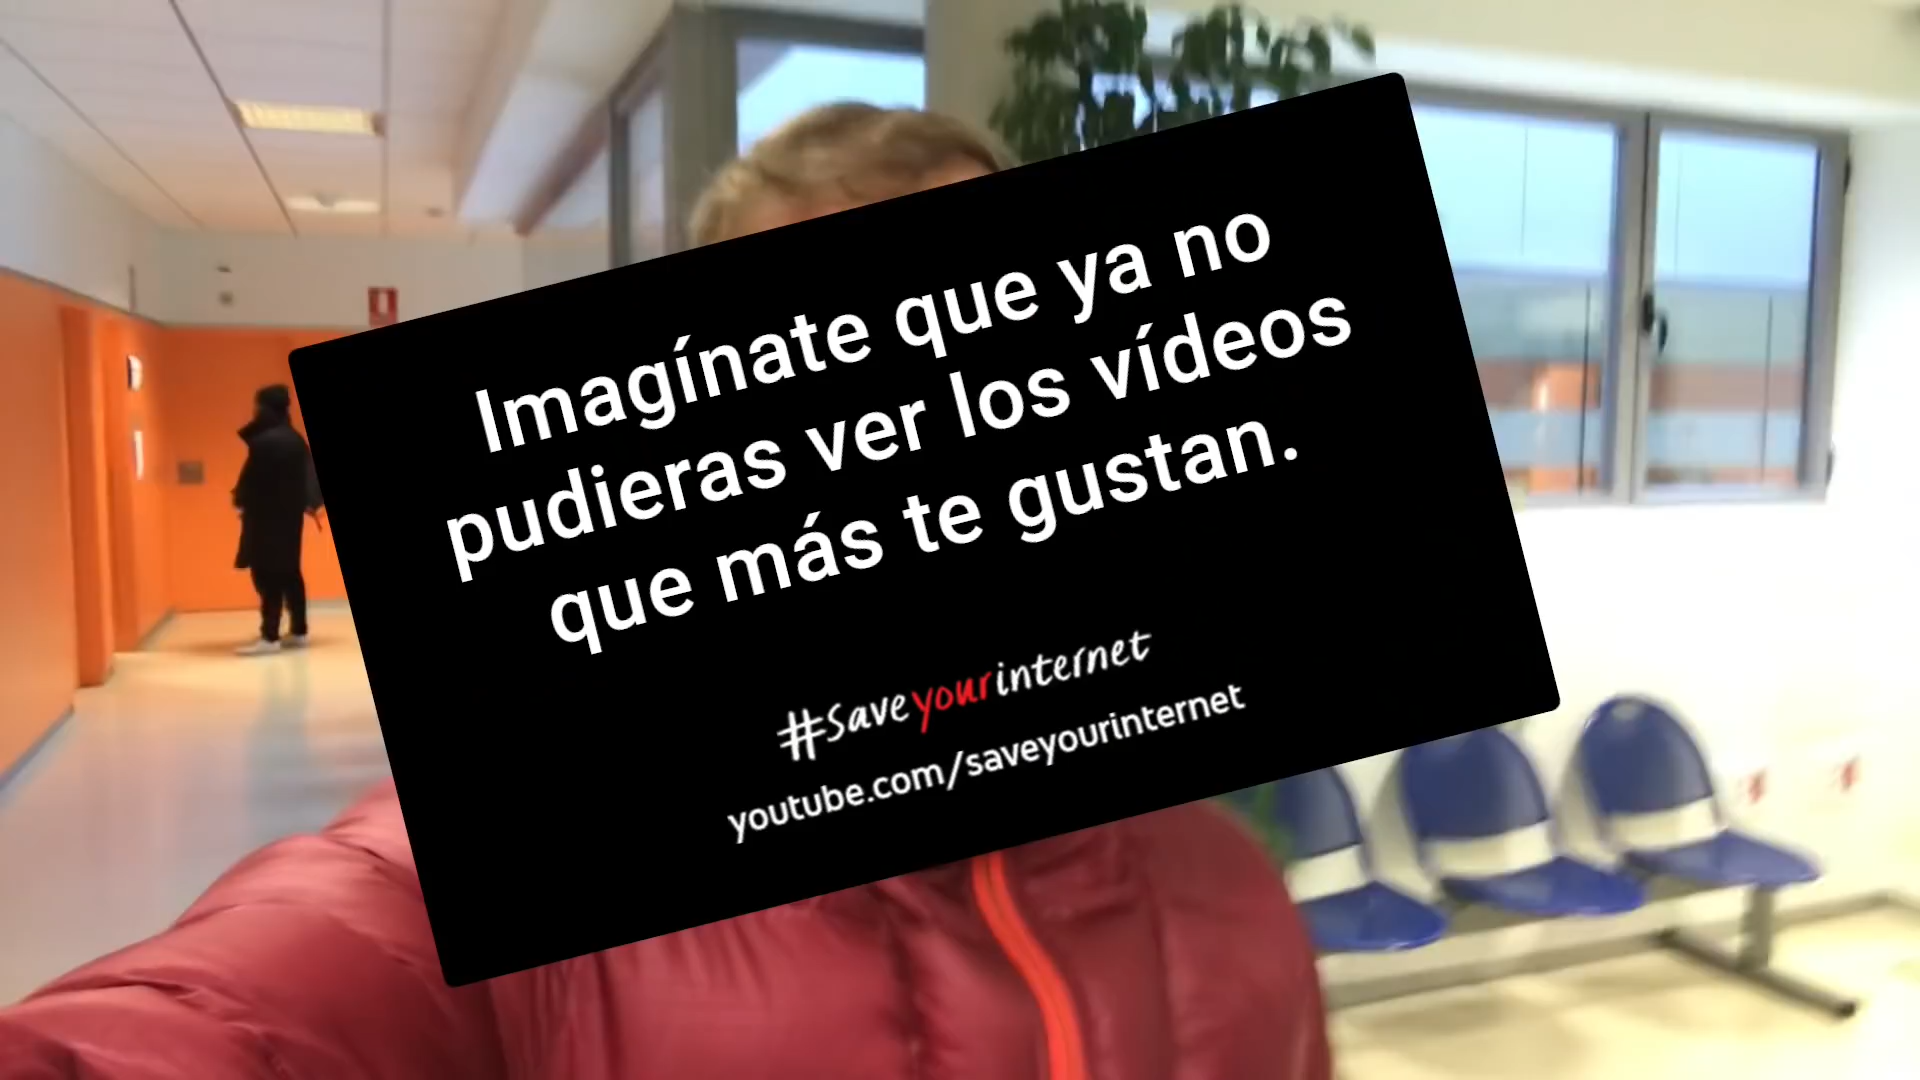 Imagínate que ya no
pudieras ver los vídeos
que más te gustan.
#Saveyourinternet
youtube.com/saveyourinternet